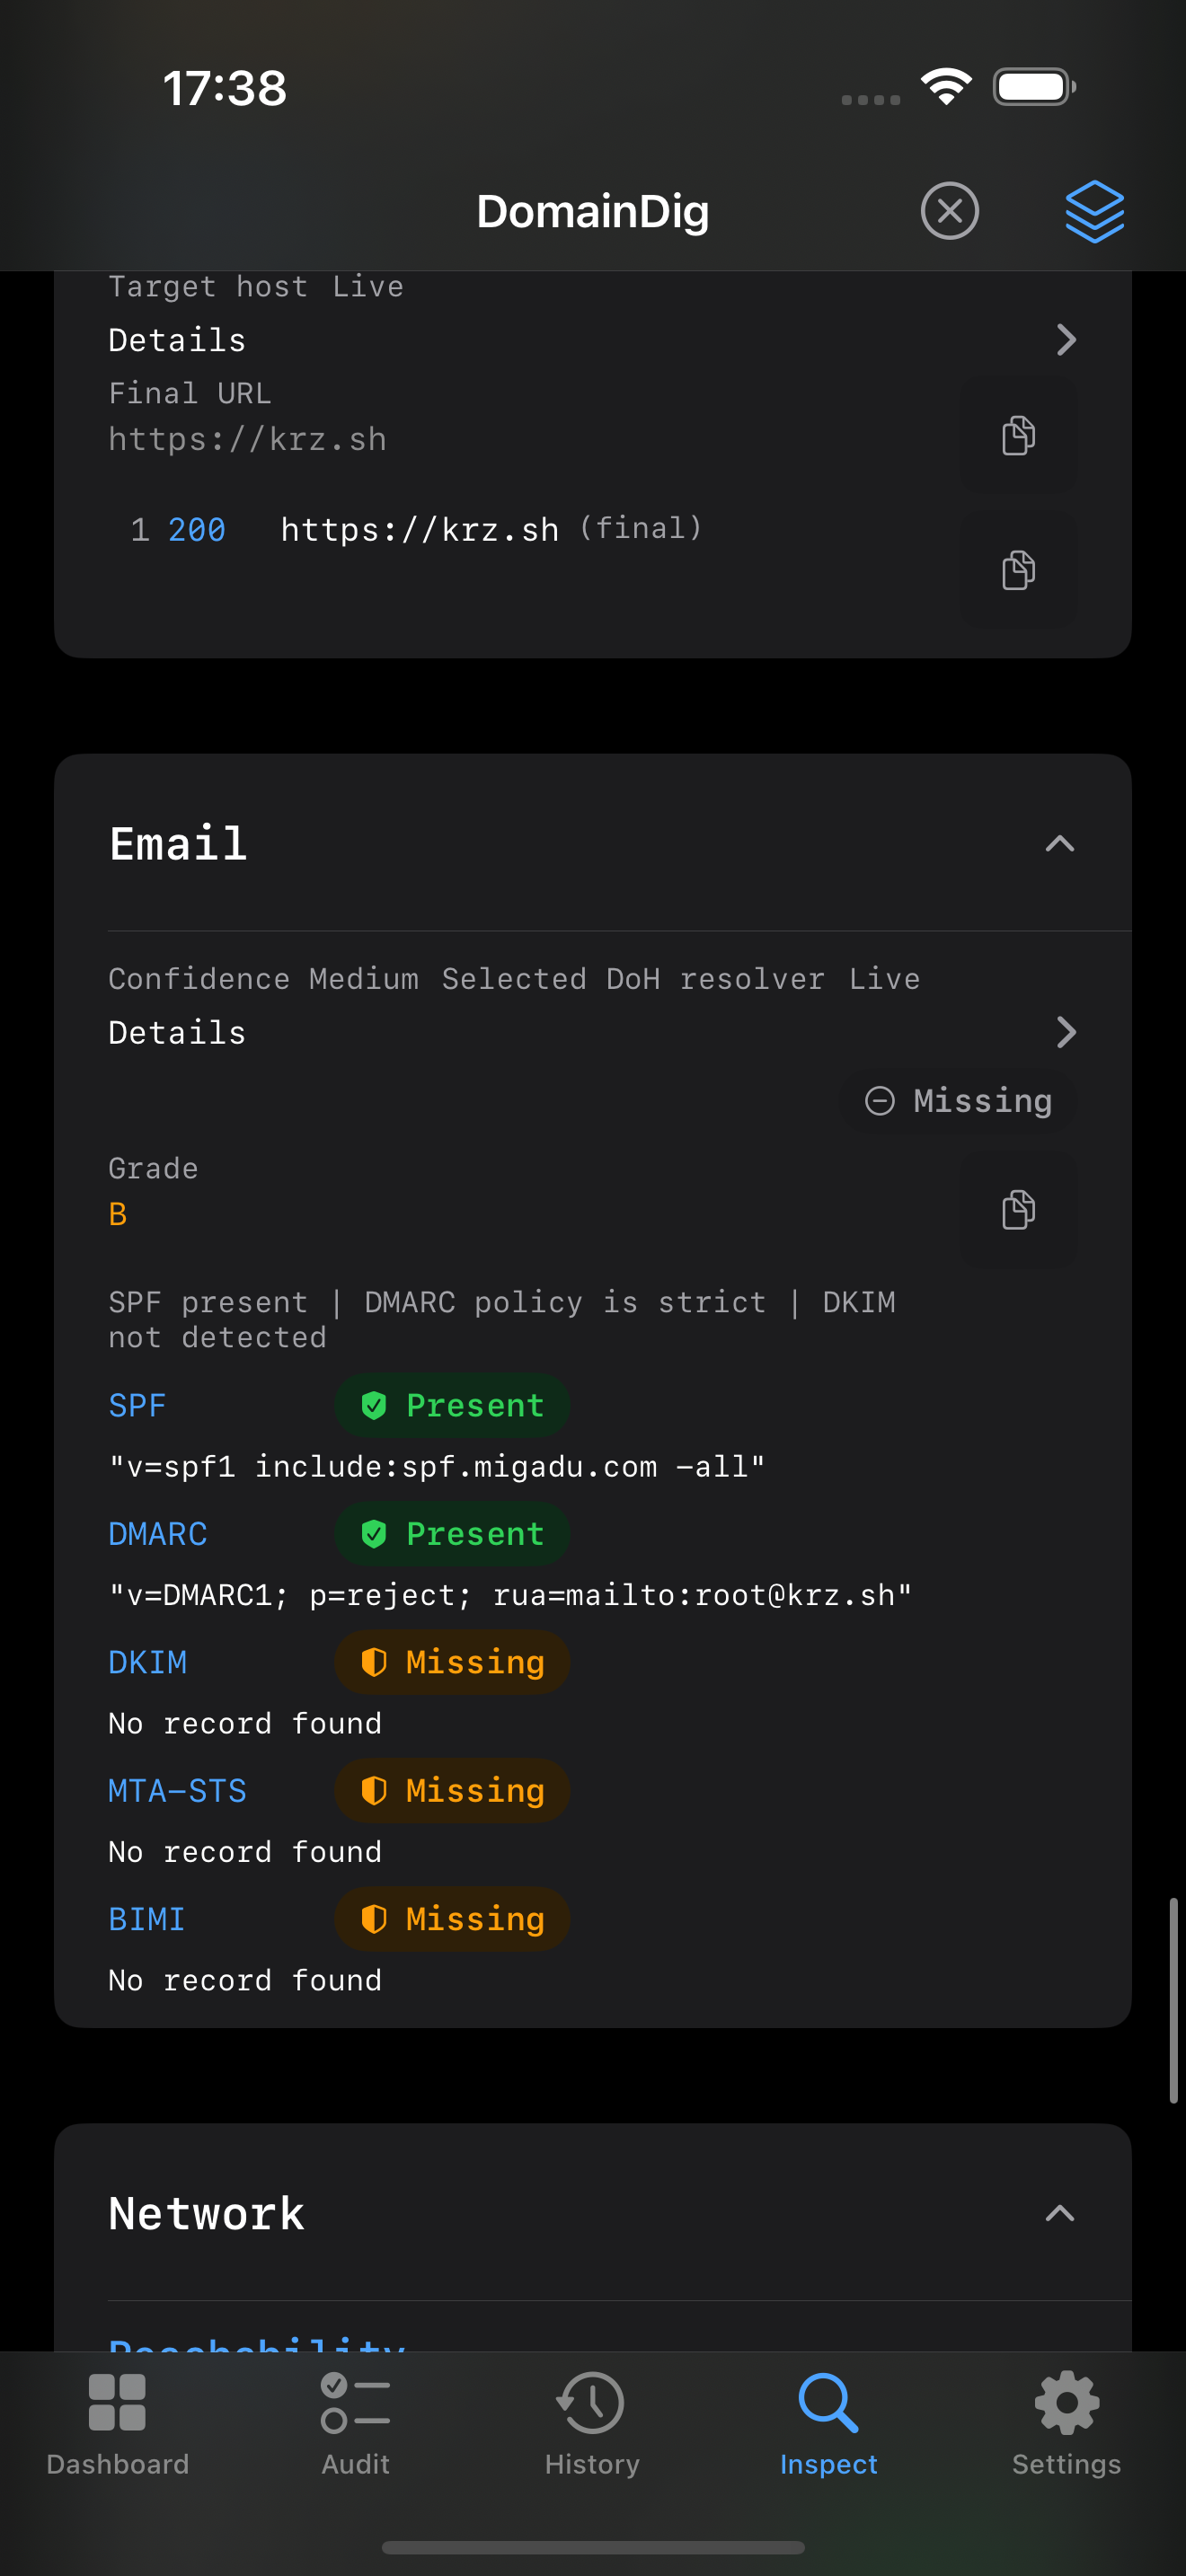 17:38
DomainDig
Target host Live
Details
Final URL
https://krz.sh
1 200 https://krz.sh (final)
Email
Confidence Medium Selected DoH resolver Live
Details
Missing
Grade
B
SPF present | DMARC policy is strict | DKIM
not detected
SPF Present
"v=spf1 include:spf.migadu.com -all"
DMARC Present
"v=DMARC1; p=reject; rua=mailto:root@krz.sh"
DKIM Missing
No record found
MTA-STS Missing
No record found
BIMI Missing
No record found
Network
Reachability
Dashboard Audit History Inspect Settings